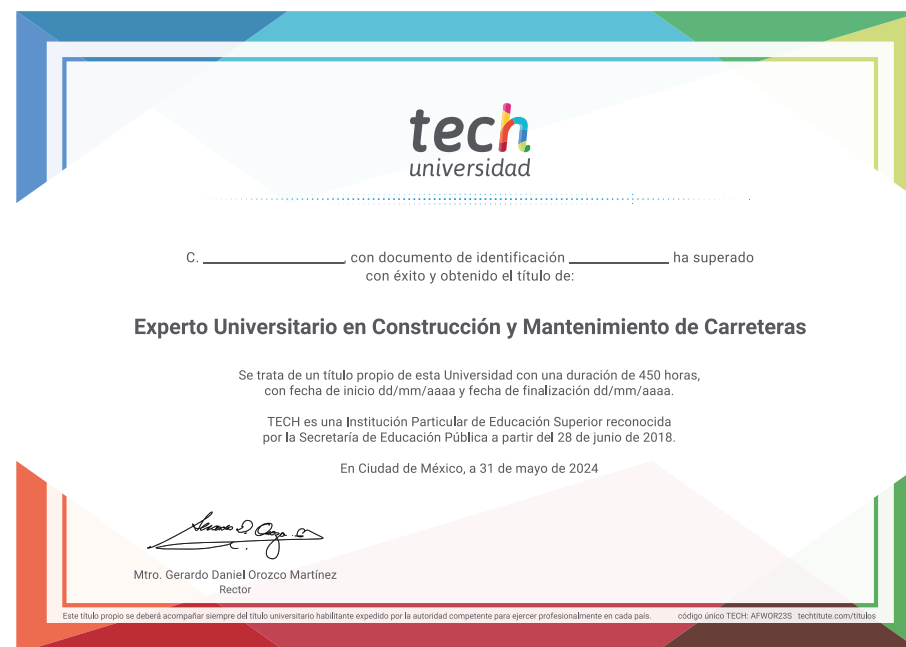 tech
universidad
C. ____________, con documento de identificación ____________ ha superado
con éxito y obtenido el título de:
Experto Universitario en Construcción y Mantenimiento de Carreteras
Se trata de un título propio de esta Universidad con una duración de 450 horas,
con fecha de inicio dd/mm/aaaa y fecha de finalización dd/mm/aaaa.
TECH es una Institución Particular de Educación Superior reconocida
por la Secretaría de Educación Pública a partir del 28 de junio de 2018.
En Ciudad de México, a 31 de mayo de 2024
Mtro. Gerardo Daniel Orozco Martínez
Rector
Este título propio se deberá acompañar siempre del título universitario habilitante expedido por la autoridad competente para ejercer profesionalmente en cada país. código único TECH: AFWOR23S techtitute.com/titulos